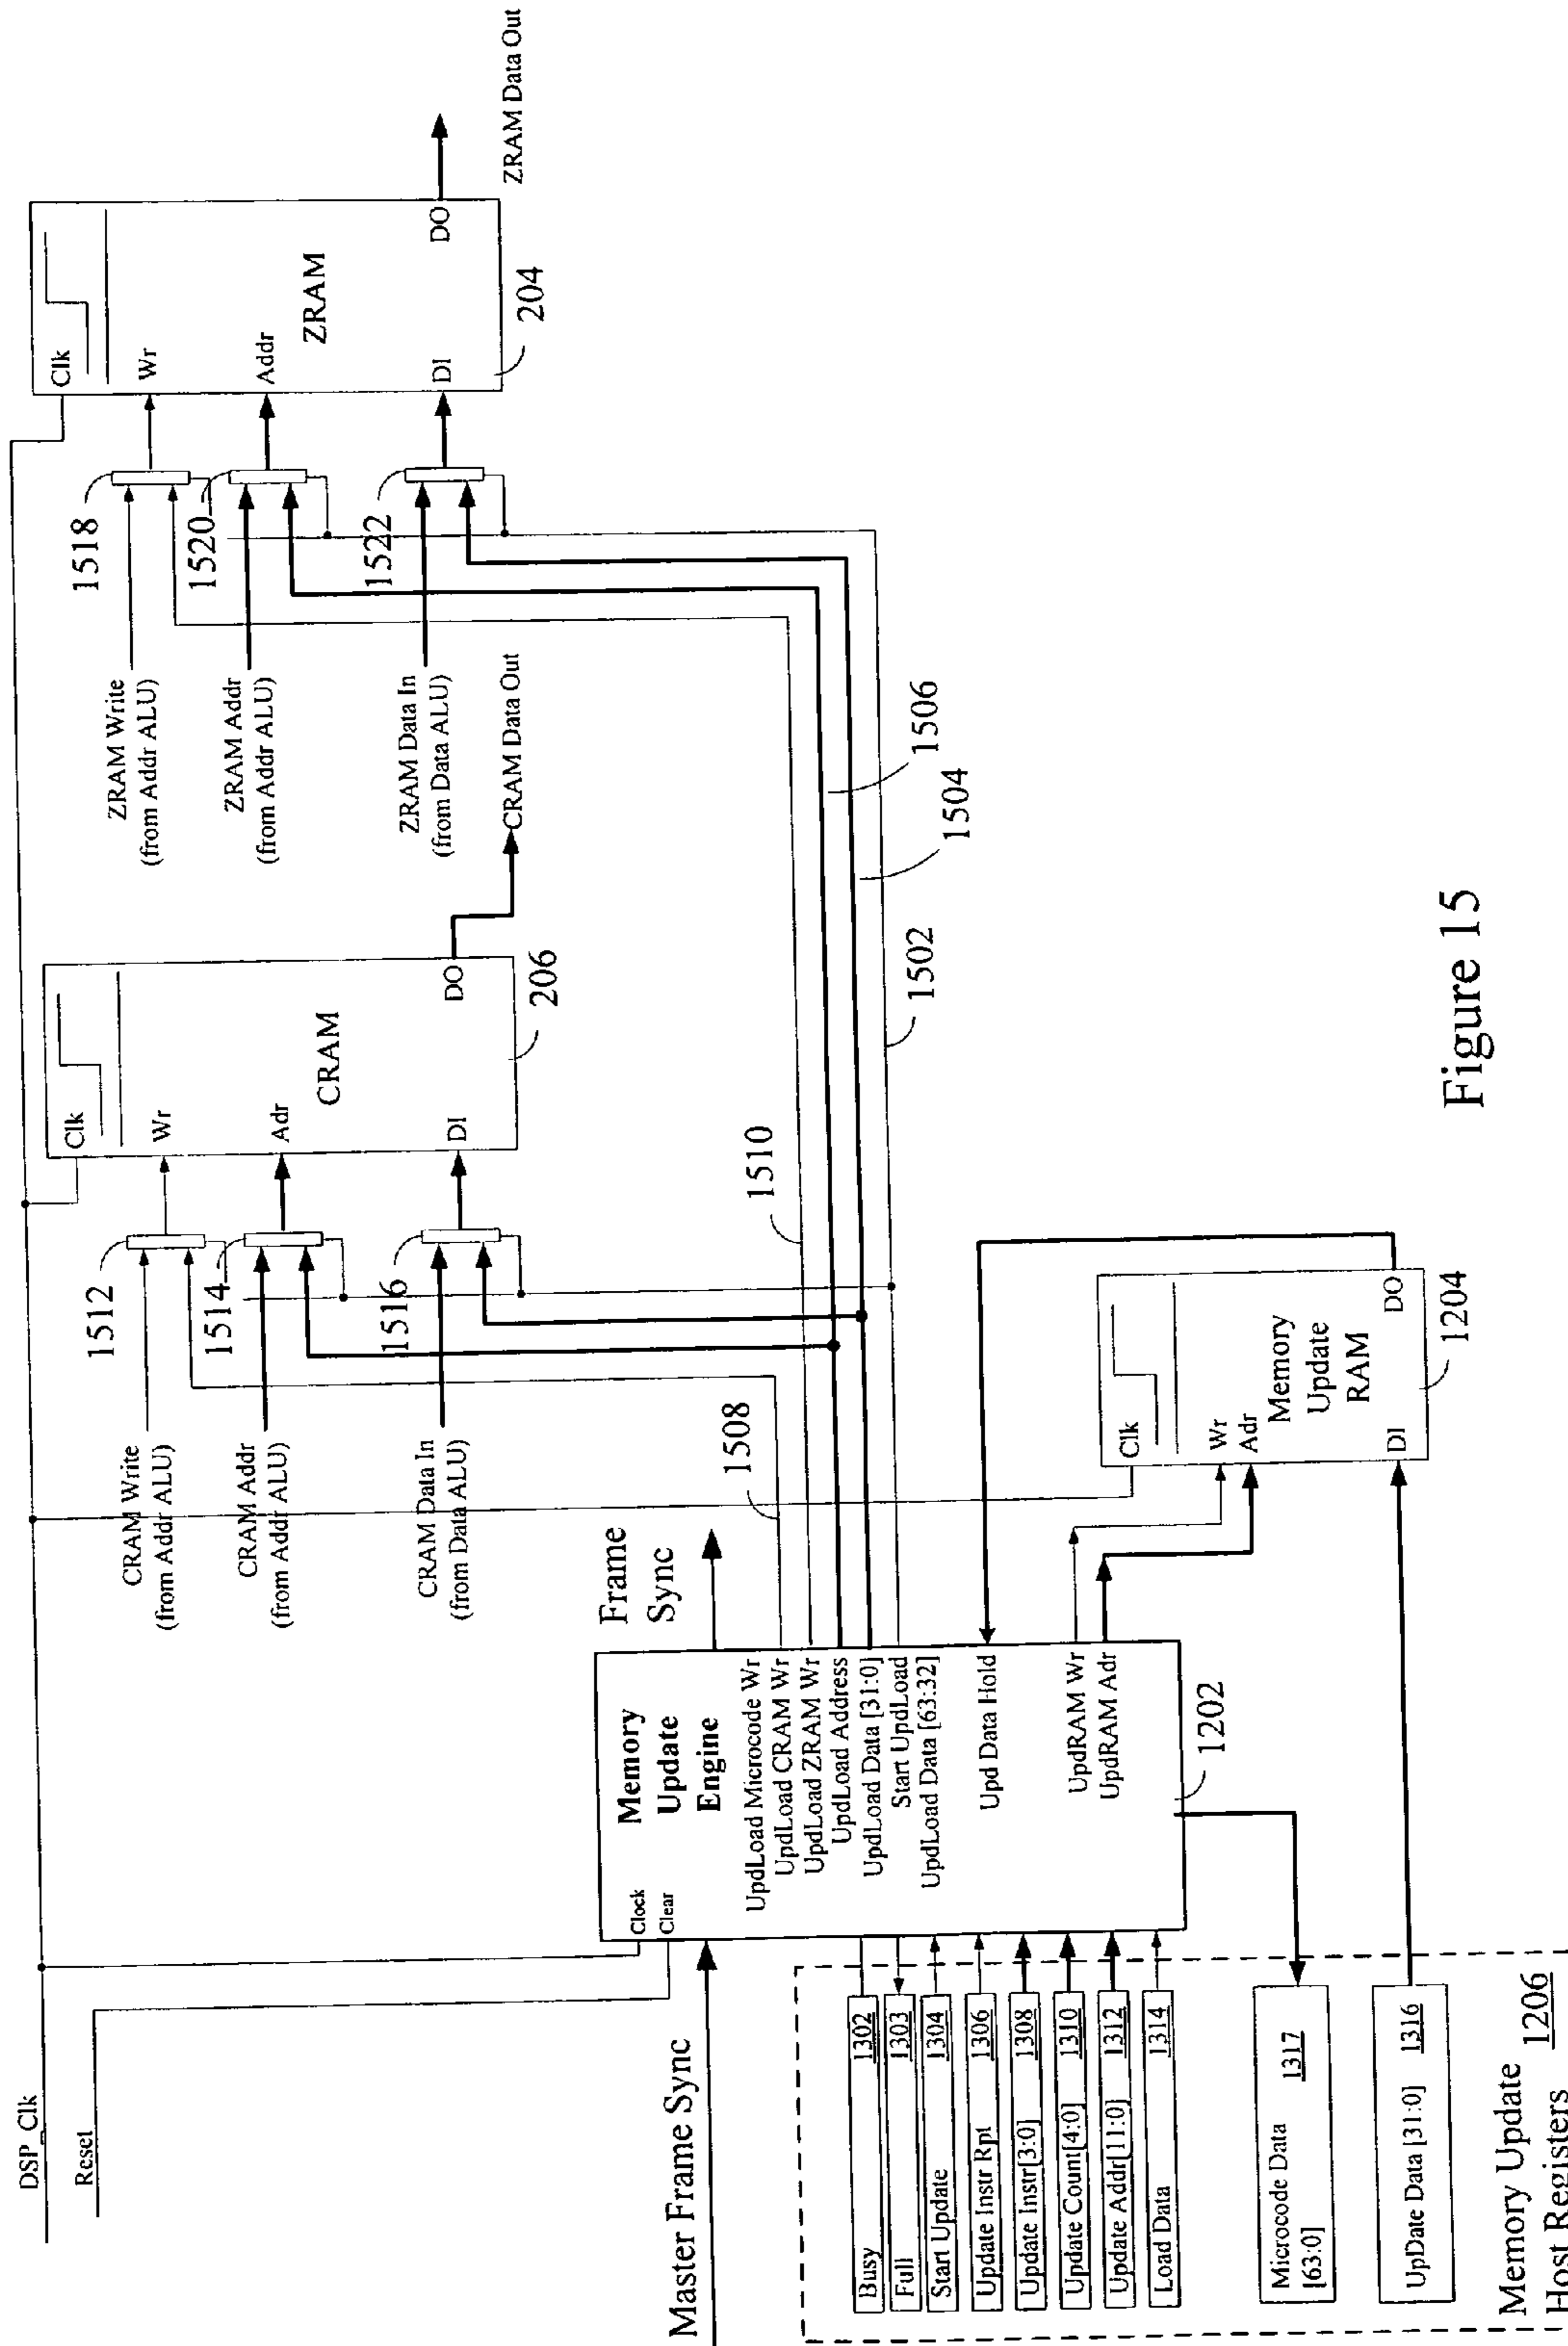 DSP_Clk
Reset
Master Frame Sync
Clock
Clear
Memory
Update
Engine
UpdLoad Microcode Wr
UpdLoad CRAM Wr
UpdLoad ZRAM Wr
UpdLoad Address
UpdLoad Data [31:0]
Start UpdLoad
UpdLoad Data [63:32]
Upd Data Hold
UpdRAM Wr
UpdRAM Adr
1202
Frame
Sync
Busy 1302
Full 1303
Start Update 1304
Update Instr Rpt 1306
Update Instr[3:0] 1308
Update Count[4:0] 1310
Update Addr[11:0] 1312
Load Data 1314
Microcode Data 1317
[63:0]
UpDate Data [31:0] 1316
Memory Update
Host Registers 1206
CRAM Write
(from Addr ALU)
CRAM Addr
(from Addr ALU)
CRAM Data In
(from Data ALU)
1508
1510
1512
1514
1516
Clk
Wr
Adr
DI
CRAM
DO
206
CRAM Data Out
Clk
Wr
Adr
DI
Memory
Update
RAM
DO
1204
1502
1504
1506
ZRAM Write
(from Addr ALU)
ZRAM Addr
(from Addr ALU)
ZRAM Data In
(from Data ALU)
1518
1520
1522
Clk
Wr
Addr
DI
ZRAM
DO
204
ZRAM Data Out
Figure 15